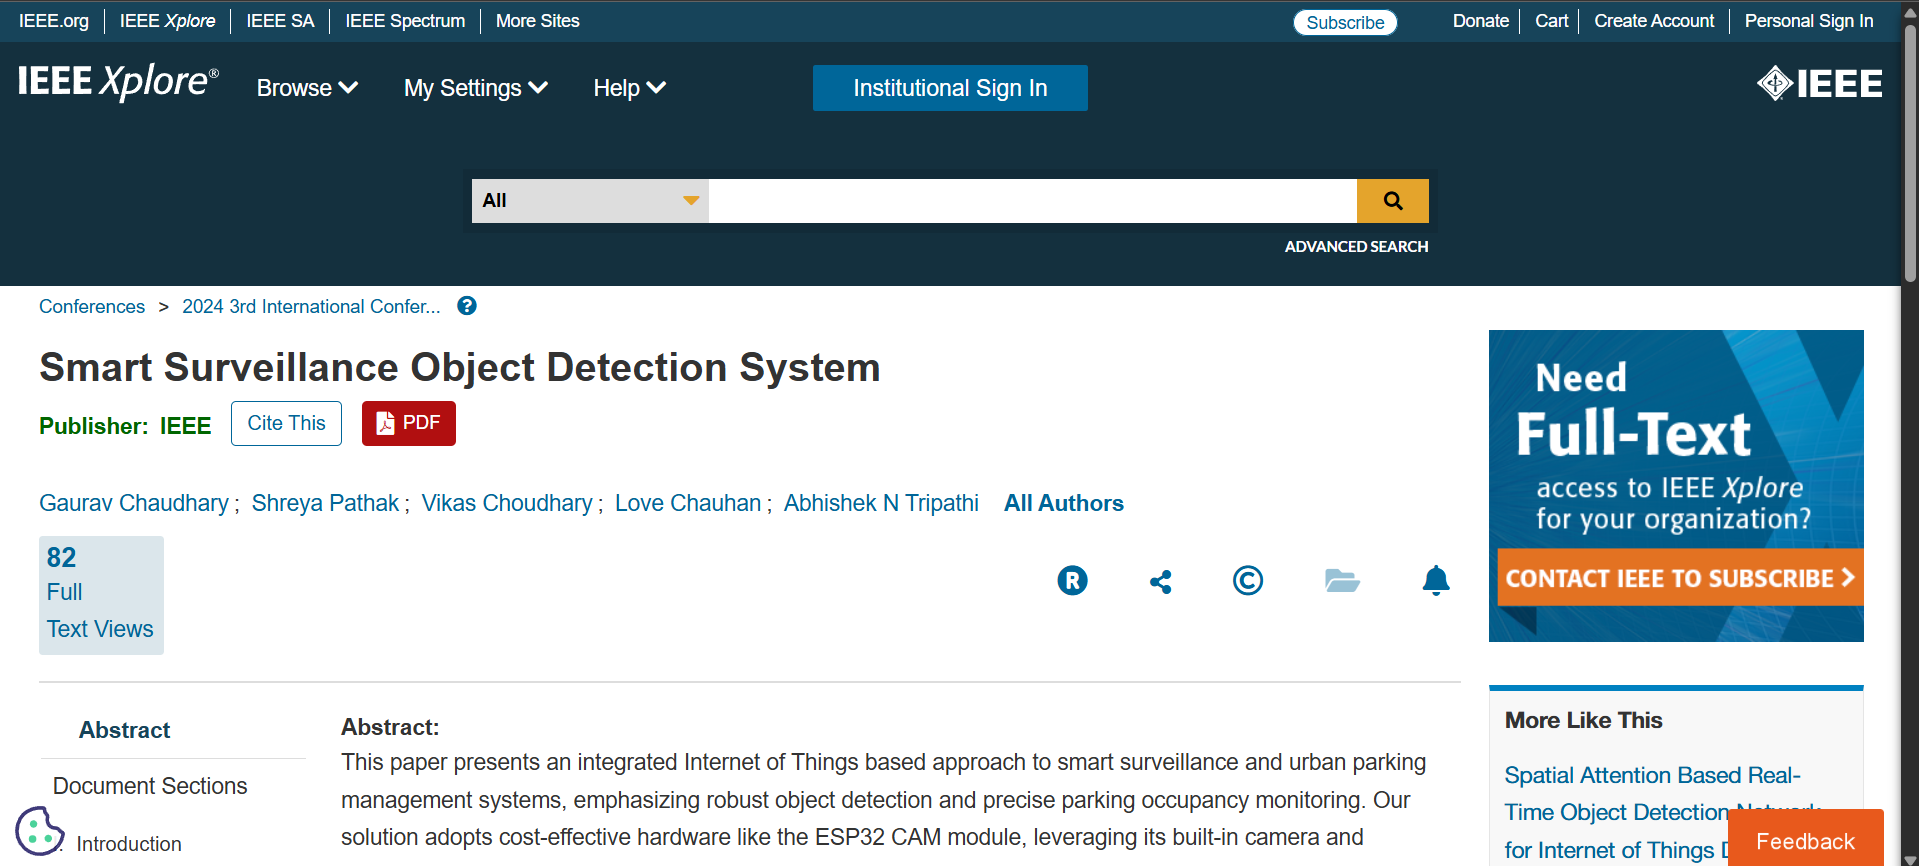 IEEE.org IEEE Xplore IEEE SA IEEE Spectrum More Sites Subscribe Donate Cart Create Account Personal Sign In
IEEE Xplore® Browse My Settings Help Institutional Sign In IEEE
All
ADVANCED SEARCH
Conferences > 2024 3rd International Confer... ?
Smart Surveillance Object Detection System
Publisher: IEEE Cite This PDF
Gaurav Chaudhary ; Shreya Pathak ; Vikas Choudhary ; Love Chauhan ; Abhishek N Tripathi All Authors
82
Full
Text Views
R ©
Need
Full-Text
access to IEEE Xplore
for your organization?
CONTACT IEEE TO SUBSCRIBE >
Abstract
Document Sections
Introduction
Abstract:
This paper presents an integrated Internet of Things based approach to smart surveillance and urban parking
management systems, emphasizing robust object detection and precise parking occupancy monitoring. Our
solution adopts cost-effective hardware like the ESP32 CAM module, leveraging its built-in camera and
More Like This
Spatial Attention Based Real-
Time Object Detection Network
for Internet of Things
Feedback